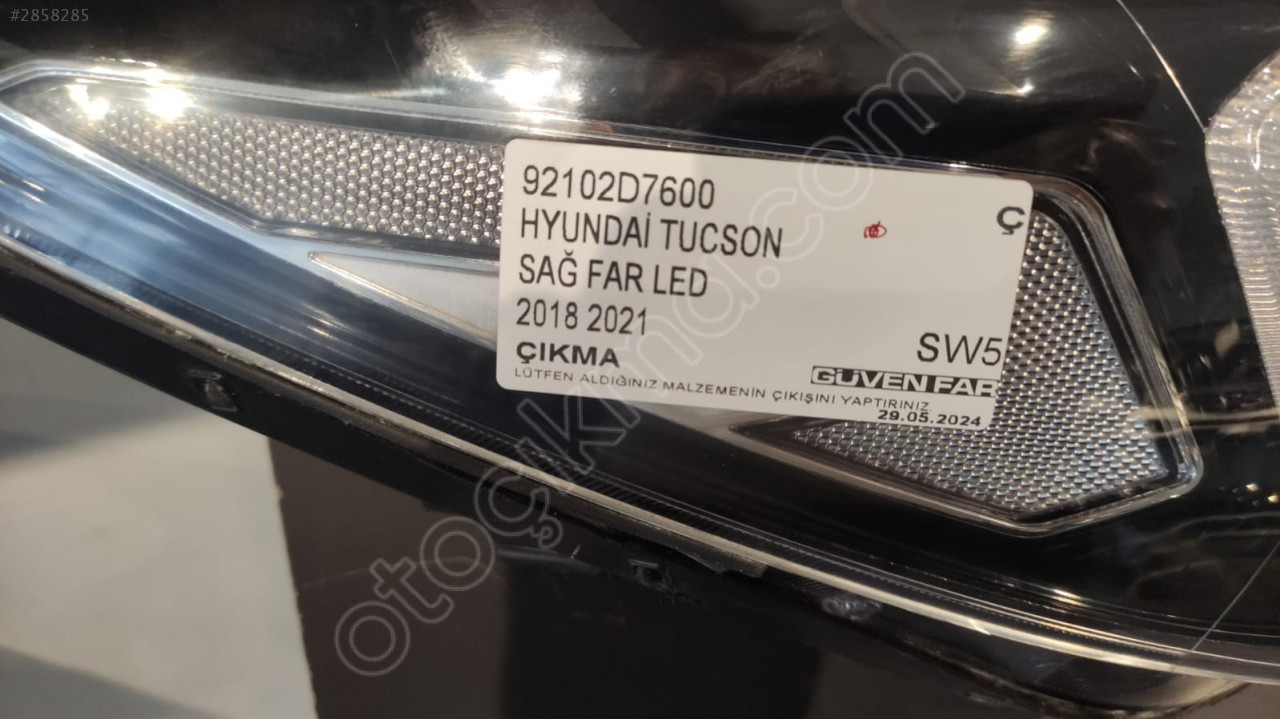 #2858285
92102D7600
Ç
HYUNDAİ TUCSON
SAĞ FAR LED
2018 2021
SW5
ÇIKMA
GÜVEN FAR
LÜTFEN ALDIĞINIZ MALZEMENİN ÇIKIŞINI YAPTIRINIZ.
29.05.2024
otoçıkma.com